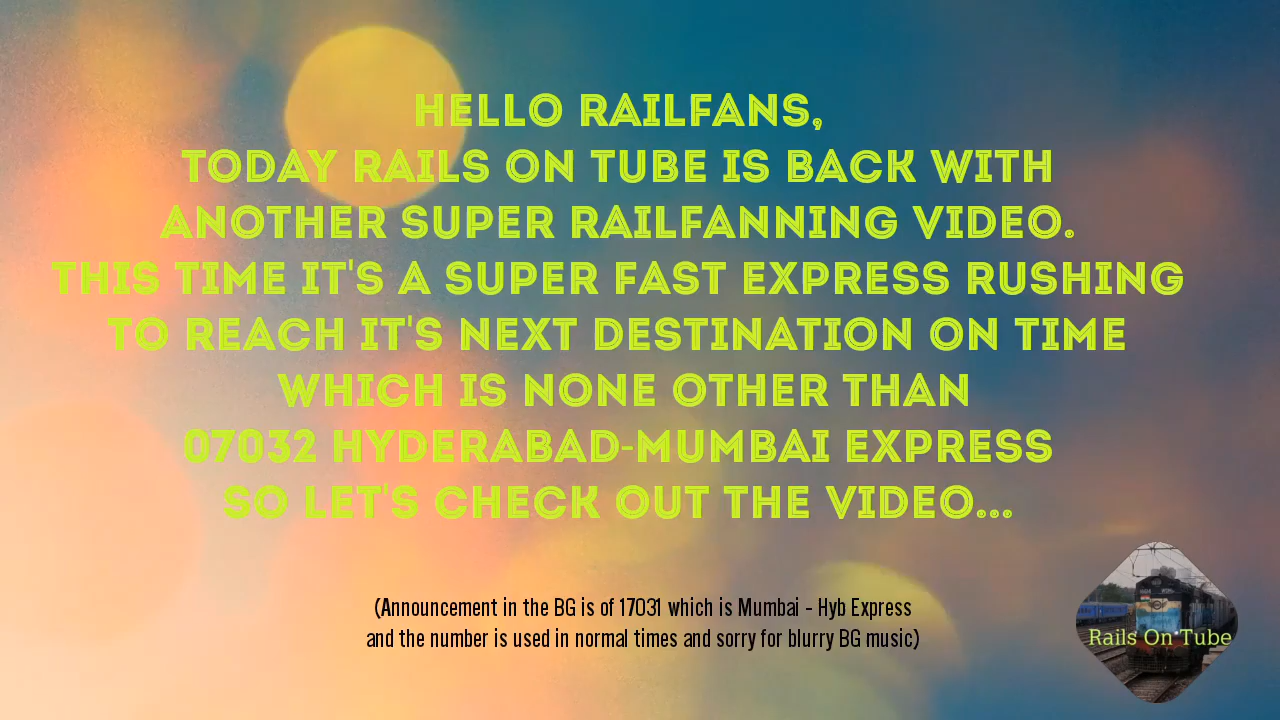 HELLO RAILFANS,
TODAY RAILS ON TUBE IS BACK WITH
ANOTHER SUPER RAILFANNING VIDEO.
THIS TIME IT'S A SUPER FAST EXPRESS RUSHING
TO REACH IT'S NEXT DESTINATION ON TIME
WHICH IS NONE OTHER THAN
07032 HYDERABAD-MUMBAI EXPRESS
SO LET'S CHECK OUT THE VIDEO...
(Announcement in the BG is of 17031 which is Mumbai - Hyb Express
and the number is used in normal times and sorry for blurry BG music)
Rails On Tube